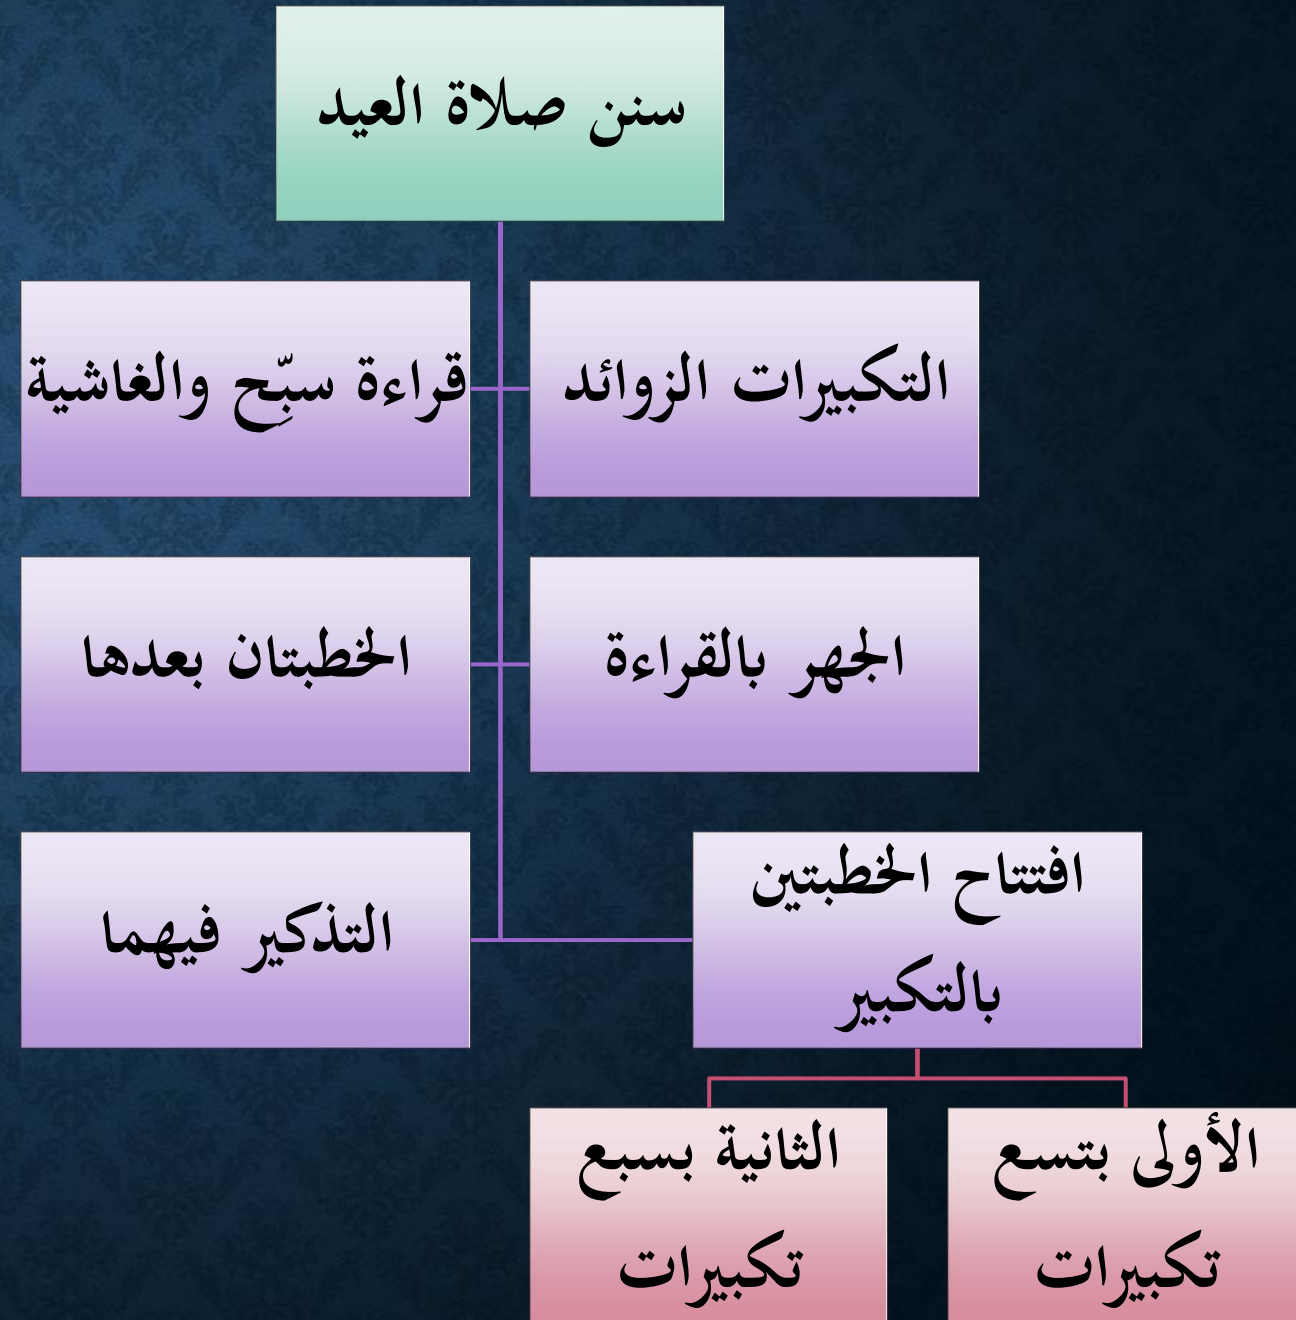 سنن صلاة العيد
التكبيرات الزوائد
قراءة سبِّح والغاشية
الجهر بالقراءة
الخطبتان بعدها
افتتاح الخطبتين
بالتكبير
التذكير فيهما
الأولى بتسع
تكبيرات
الثانية بسبع
تكبيرات